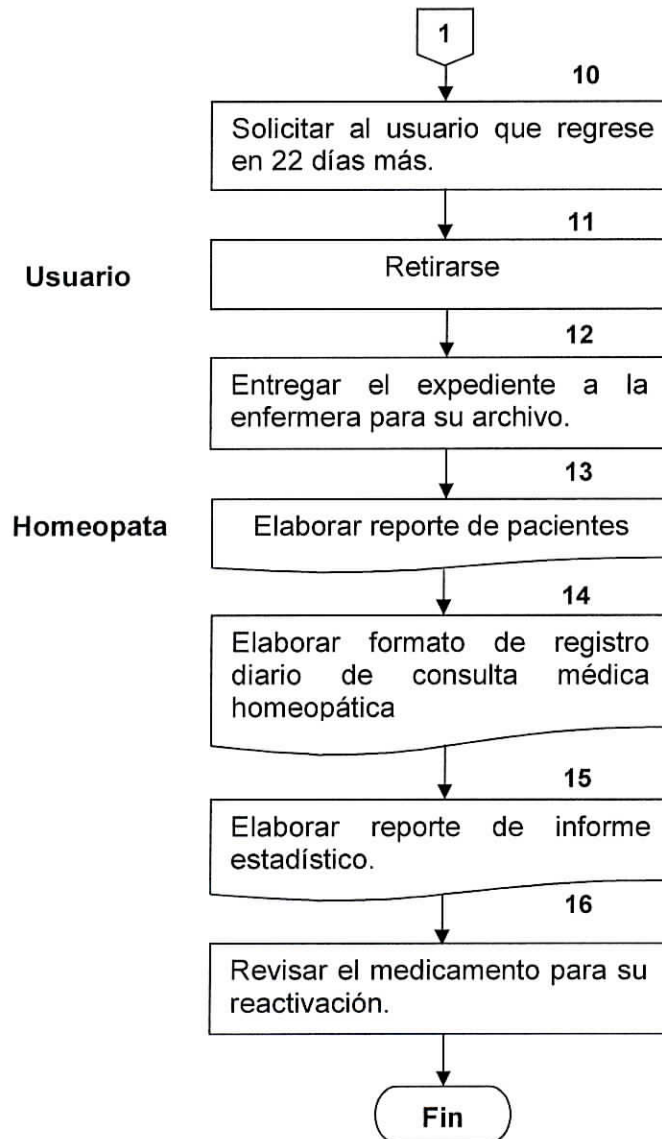 1
10
Solicitar al usuario que regrese
en 22 días más.
11
Usuario
Retirarse
12
Entregar el expediente a la
enfermera para su archivo.
13
Homeopata
Elaborar reporte de pacientes
14
Elaborar formato de registro
diario de consulta médica
homeopática
15
Elaborar reporte de informe
estadístico.
16
Revisar el medicamento para su
reactivación.
Fin